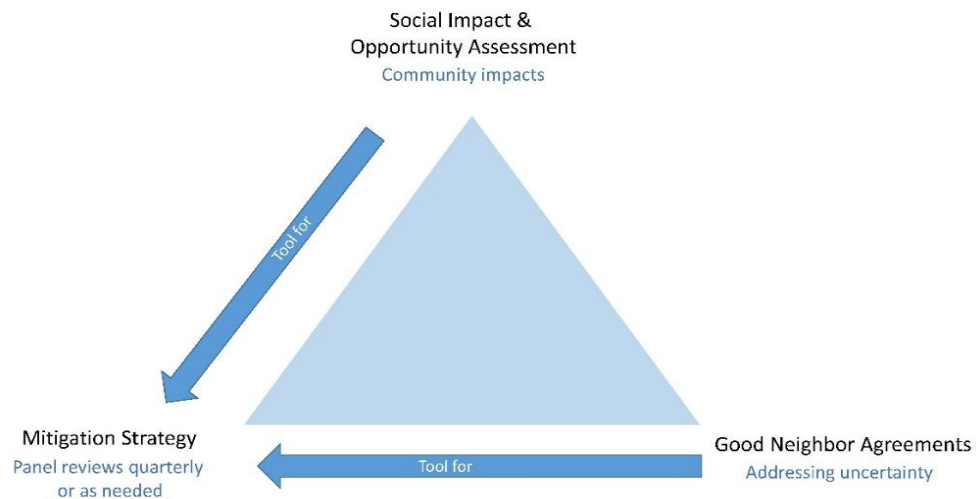 Social Impact &
Opportunity Assessment
Community impacts
Tool for
Mitigation Strategy
Panel reviews quarterly
or as needed
Tool for
Good Neighbor Agreements
Addressing uncertainty